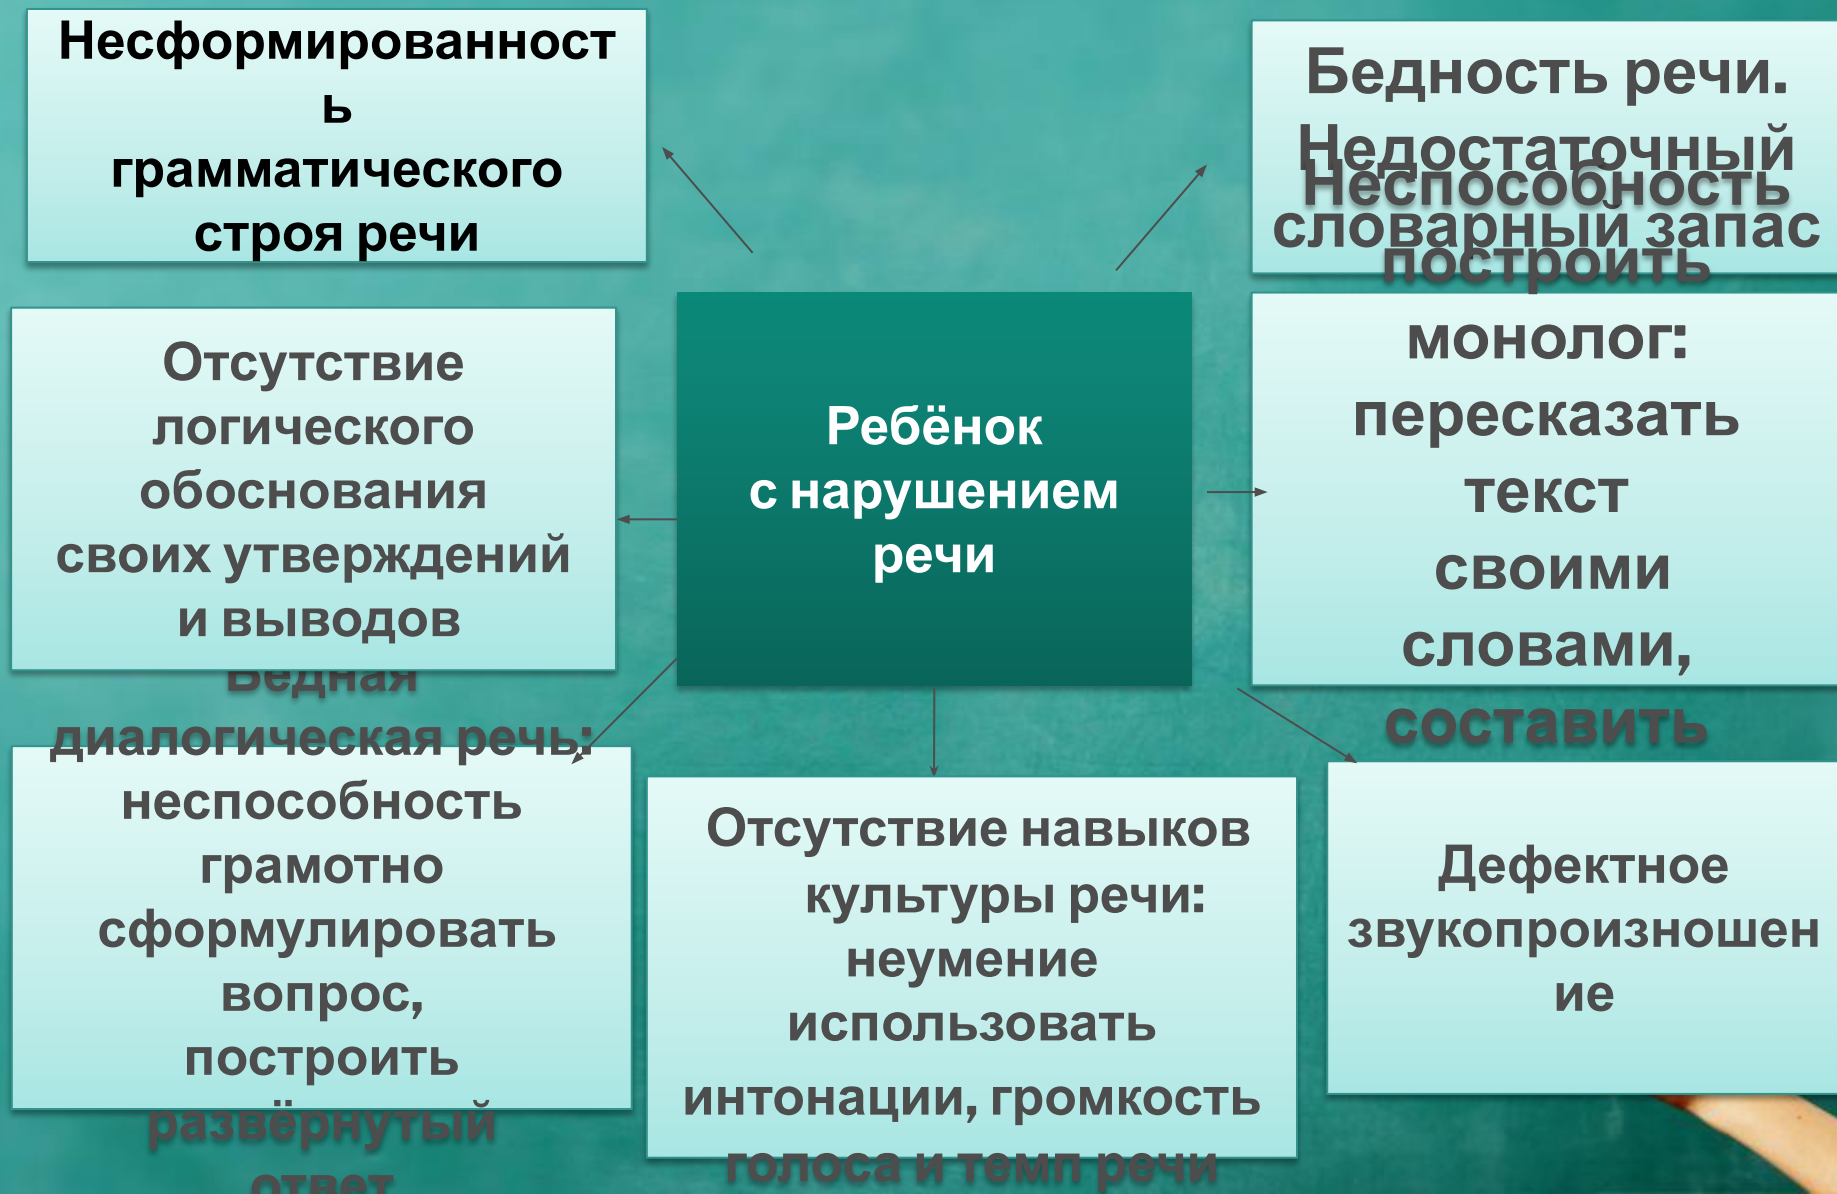 Несформированност
ь
грамматического
строя речи
Бедность речи.
Недостаточный
словарный запас
Неспособность
построить
монолог:
пересказать
текст
своими
словами,
составить
Отсутствие
логического
обоснования
своих утверждений
и выводов
Ребёнок
с нарушением
речи
Бедная
диалогическая речь:
неспособность
грамотно
сформулировать
вопрос,
построить
развёрнутый
ответ
Отсутствие навыков
культуры речи:
неумение
использовать
интонации, громкость
голоса и темп речи
Дефектное
звукопроизношен
ие